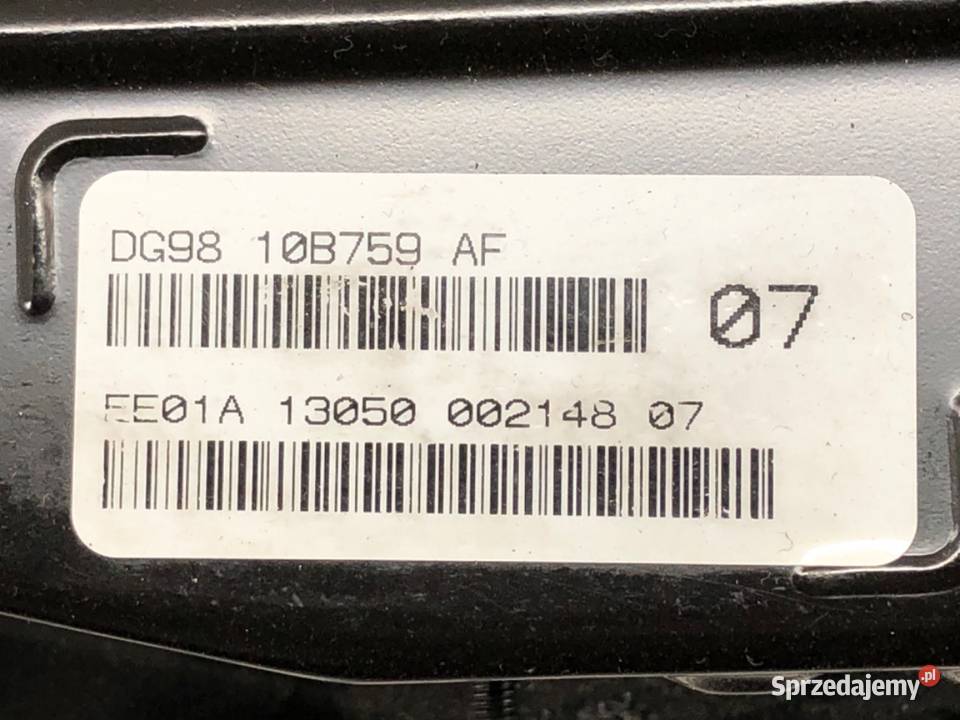 DG98 10B759 AF
07
EE01A 13050 002148 07
Sprzedajemy.pl